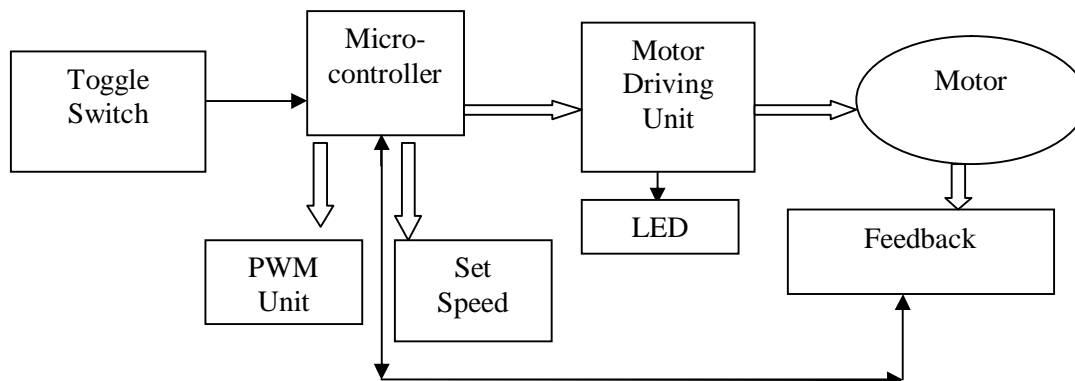 Toggle
Switch
Micro-
controller
Motor
Driving
Unit
Motor
LED
Feedback
PWM
Unit
Set
Speed